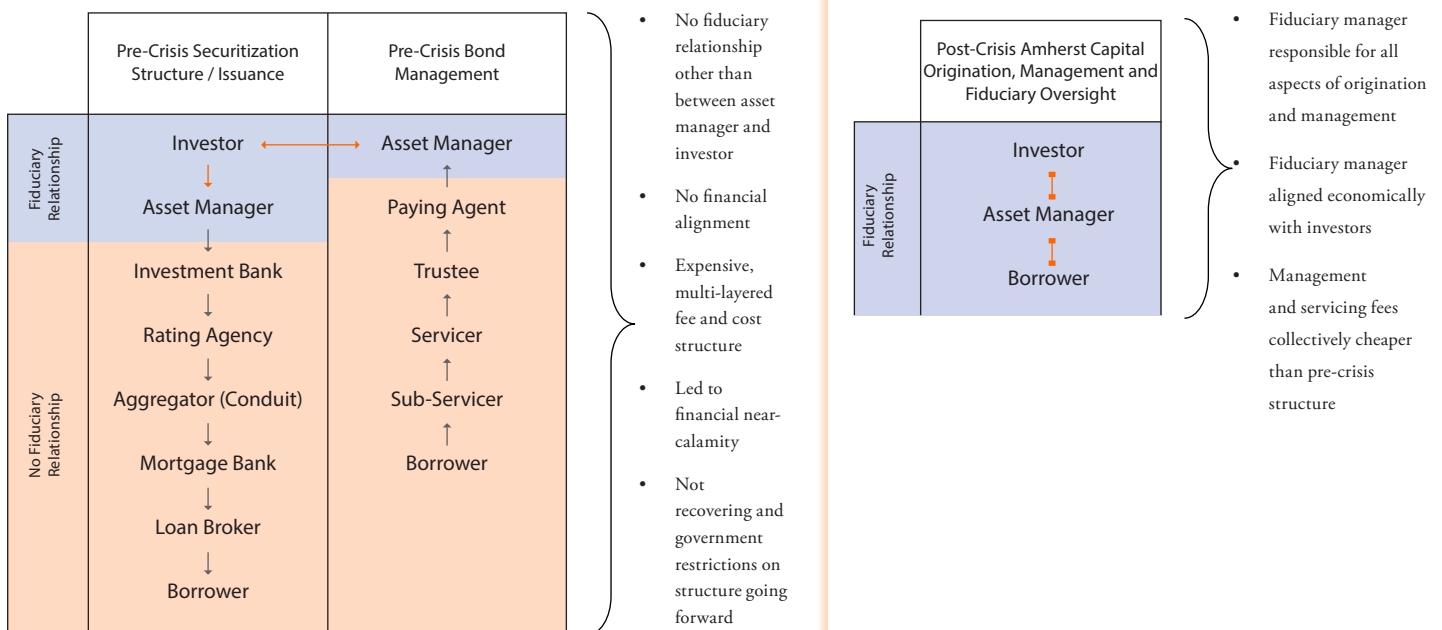 Pre-Crisis Securitization
Structure / Issuance
Pre-Crisis Bond
Management
Fiduciary
Relationship
Investor
Asset Manager
No Fiduciary
Relationship
Investment Bank
Rating Agency
Aggregator (Conduit)
Mortgage Bank
Loan Broker
Borrower
Asset Manager
Paying Agent
Trustee
Servicer
Sub-Servicer
Borrower
• No fiduciary
relationship
other than
between asset
manager and
investor
• No financial
alignment
• Expensive,
multi-layered
fee and cost
structure
• Led to
financial near-
calamity
• Not
recovering and
government
restrictions on
structure going
forward
Post-Crisis Amherst Capital
Origination, Management and
Fiduciary Oversight
Fiduciary
Relationship
Investor
Asset Manager
Borrower
• Fiduciary manager
responsible for all
aspects of origination
and management
• Fiduciary manager
aligned economically
with investors
• Management
and servicing fees
collectively cheaper
than pre-crisis
structure